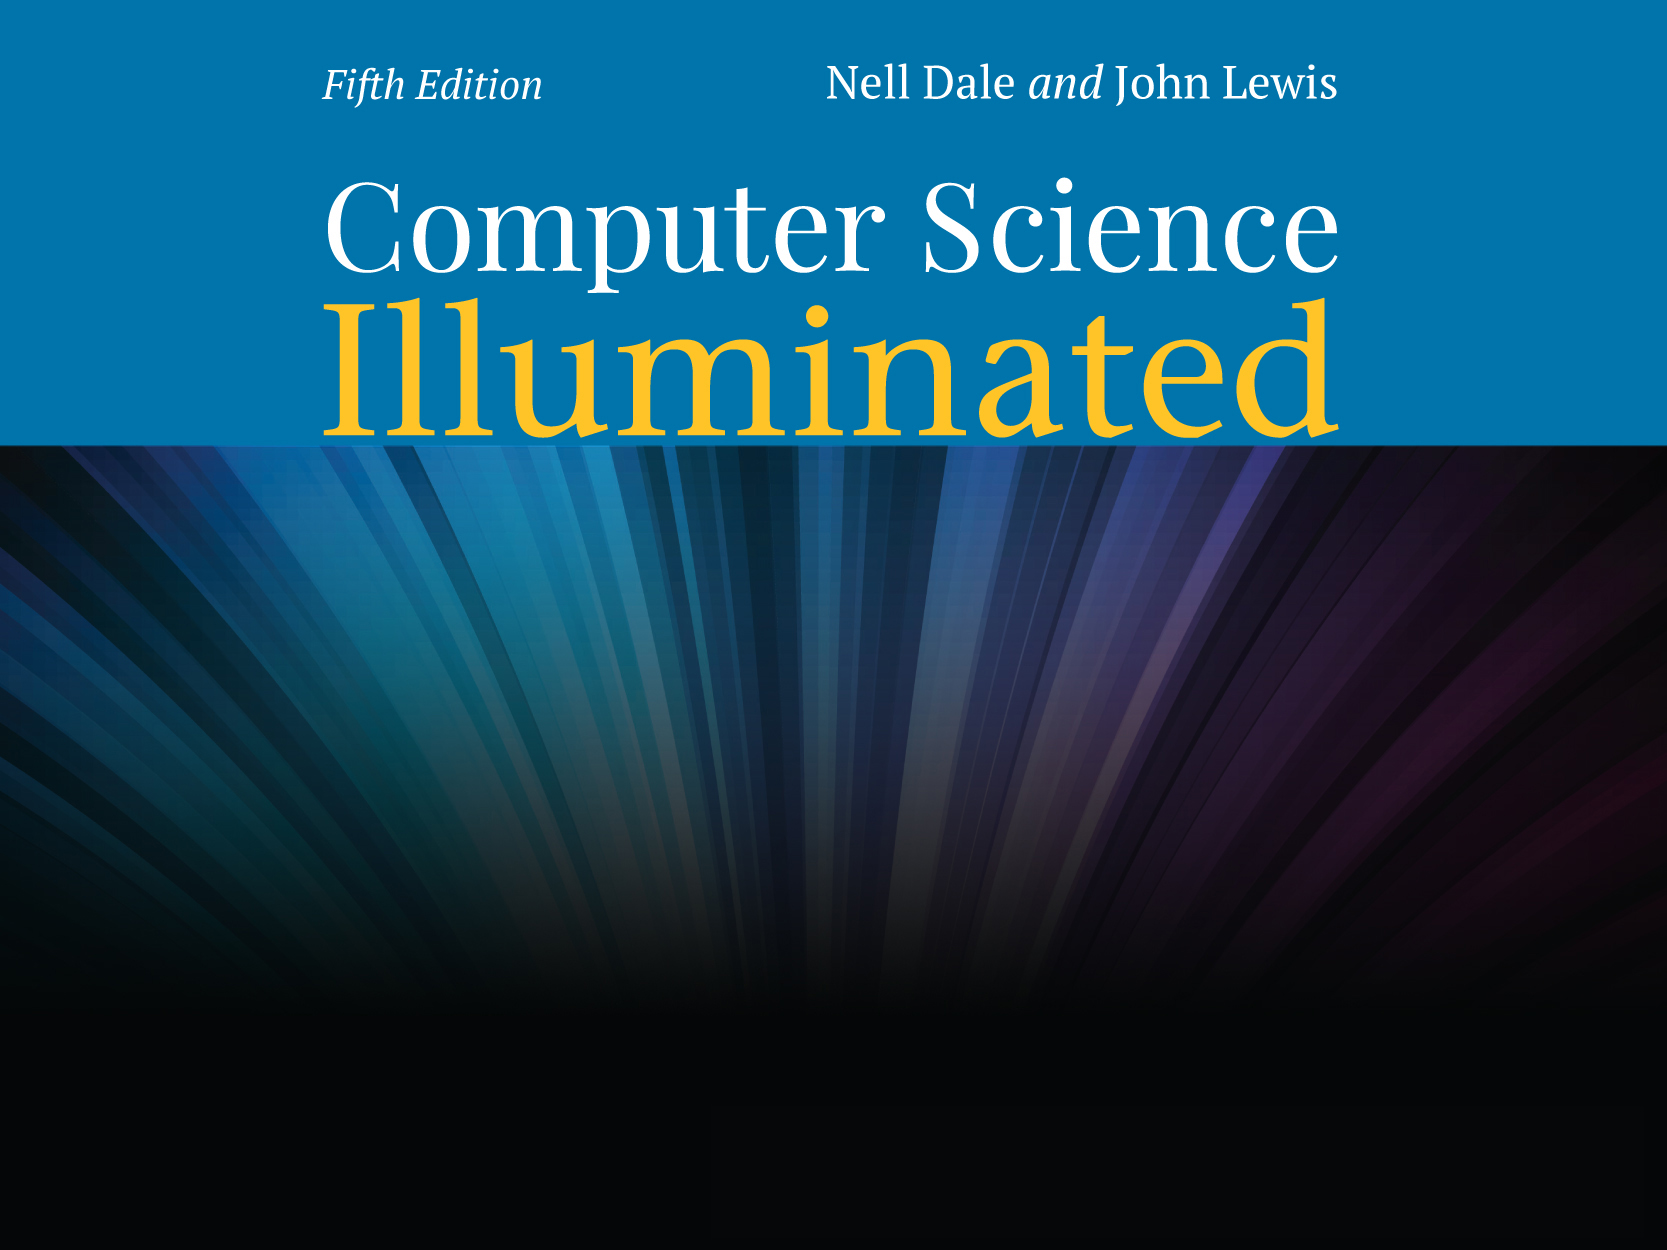 Fifth Edition
Nell Dale and John Lewis
Computer Science
Illuminated